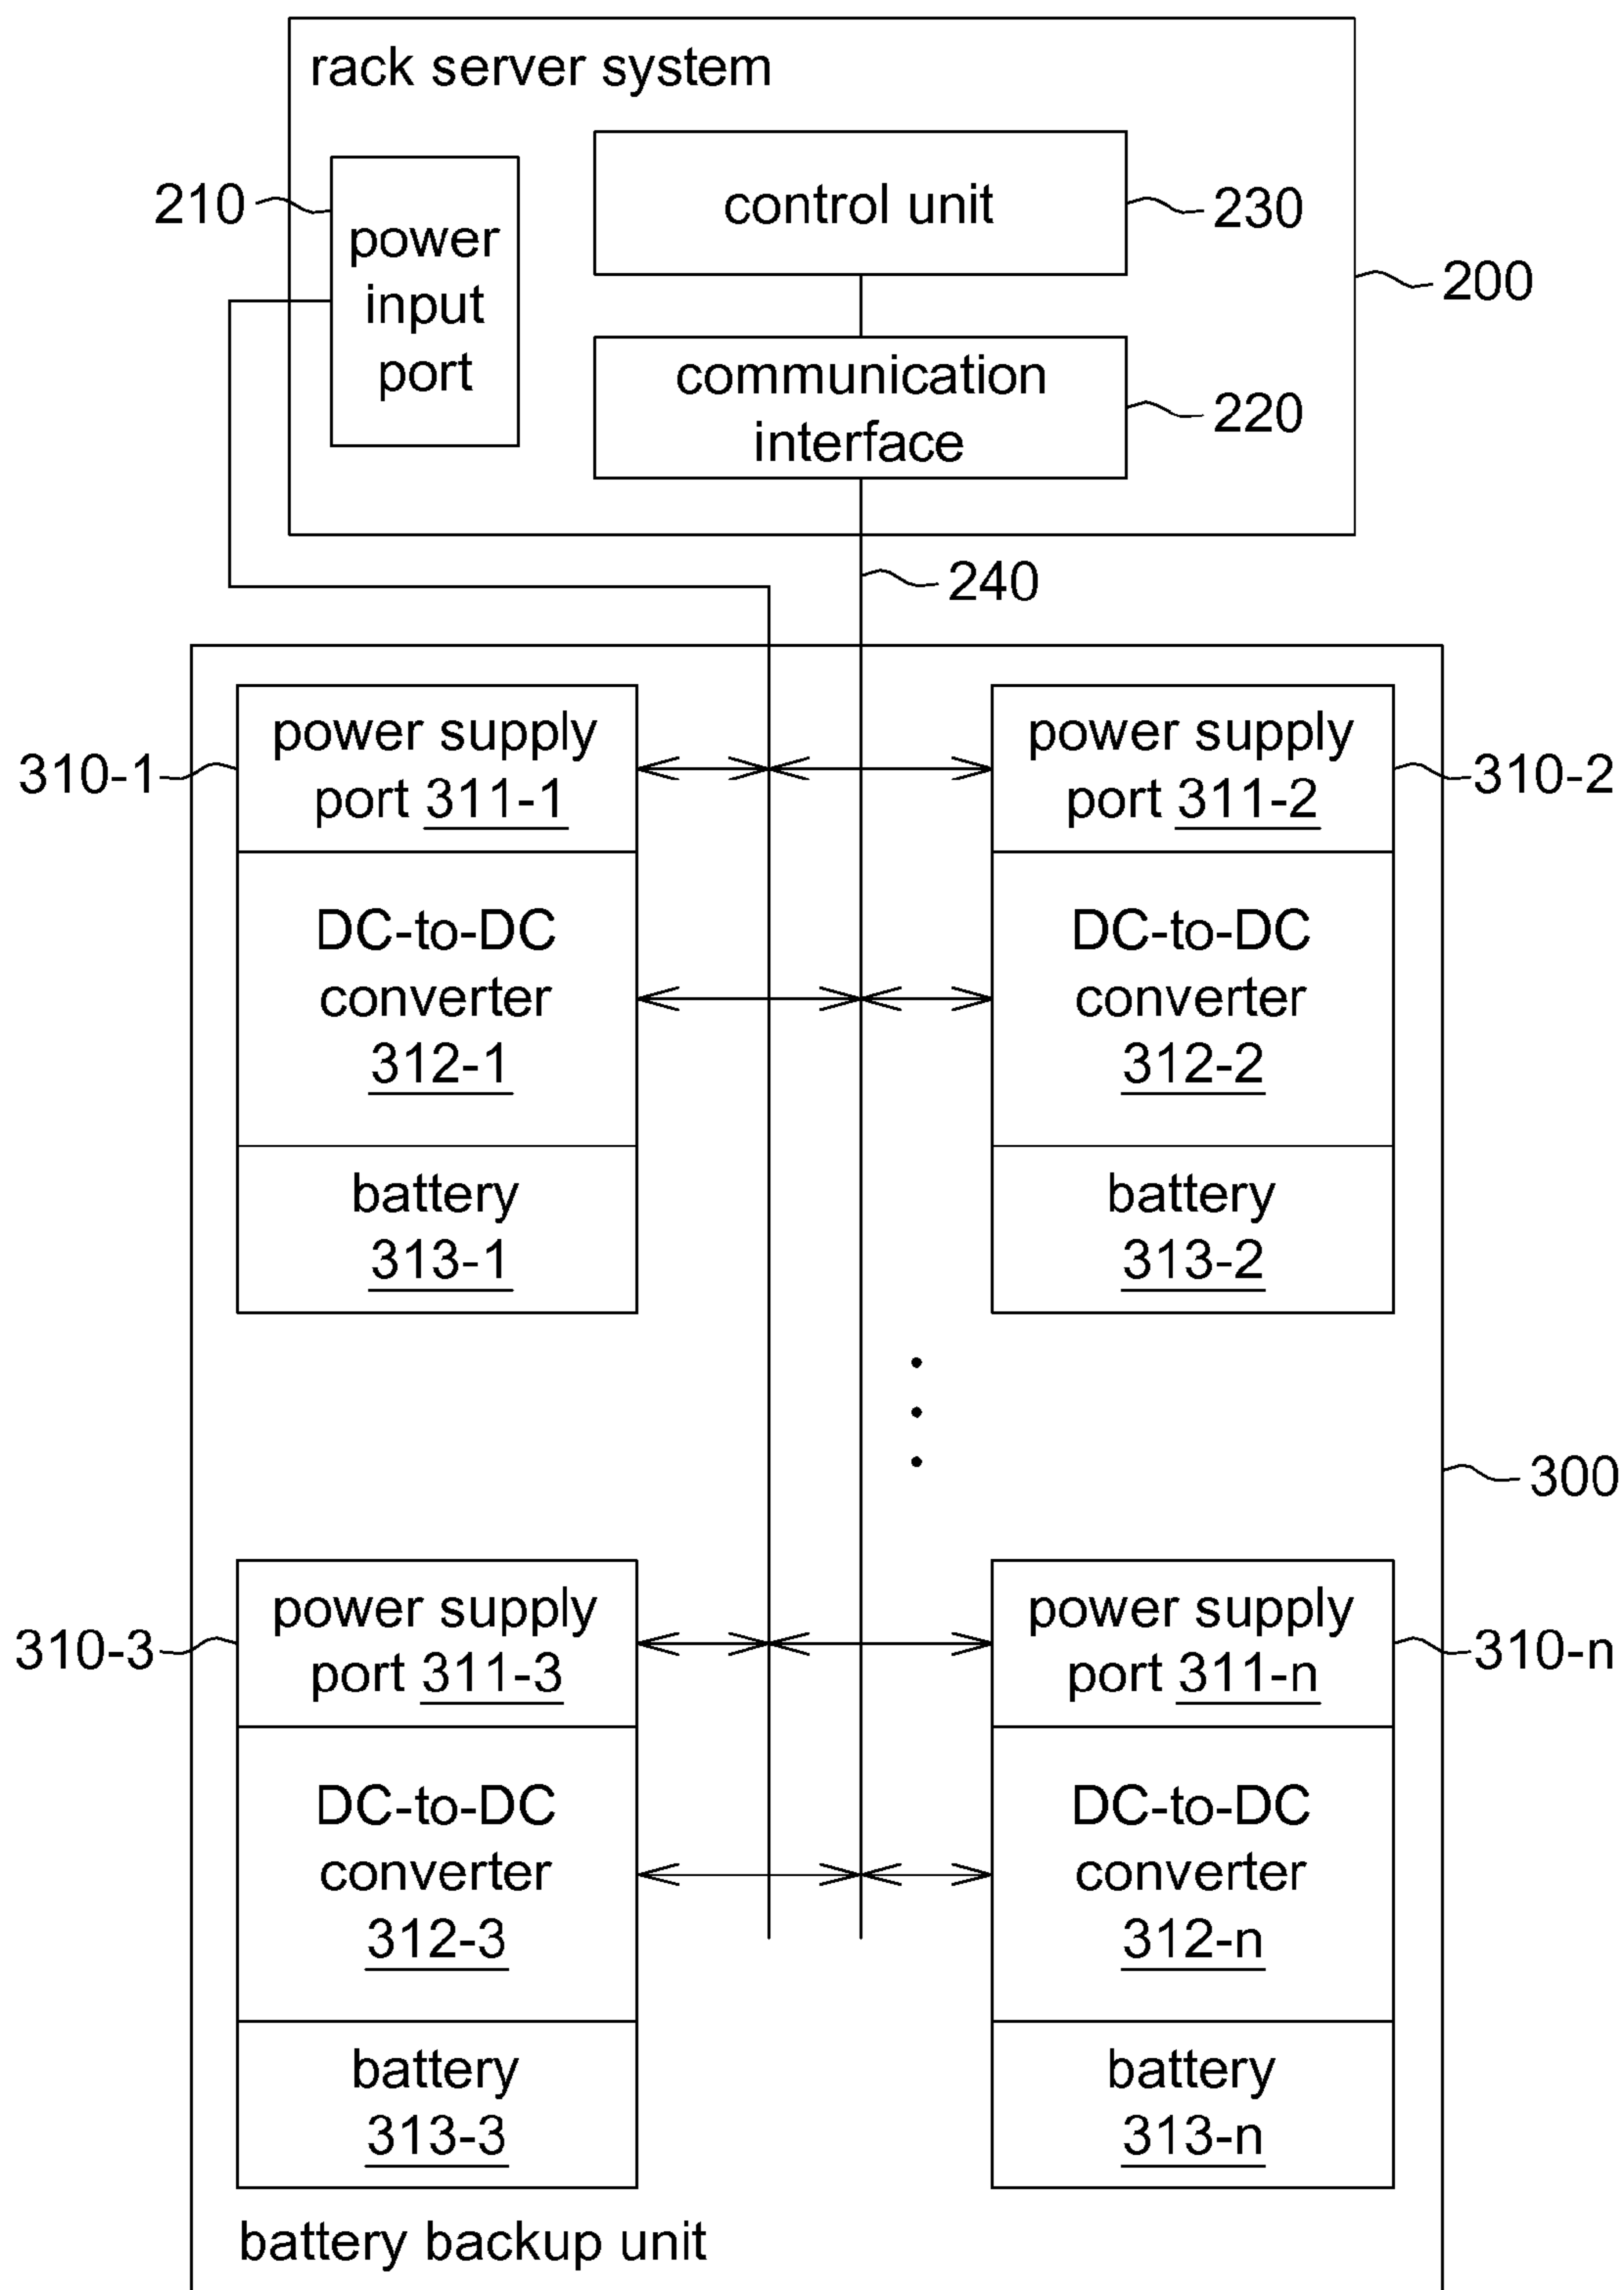 rack server system
210
power
input
port
control unit
230
200
communication
interface
220
240
310-1
power supply
port 311-1
DC-to-DC
converter
312-1
battery
313-1
power supply
port 311-2
310-2
DC-to-DC
converter
312-2
battery
313-2
300
310-3
power supply
port 311-3
DC-to-DC
converter
312-3
battery
313-3
power supply
port 311-n
310-n
DC-to-DC
converter
312-n
battery
313-n
battery backup unit